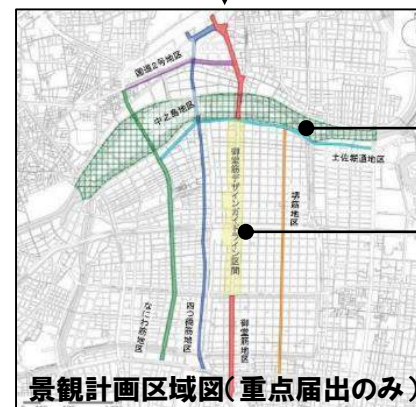 国道2号地区
中之島地区
土佐堀通地区
御堂筋デザインガイドライン区間
堺筋地区
なにわ筋地区
四つ橋筋地区
御堂筋地区
景観計画区域図(重点届出のみ)